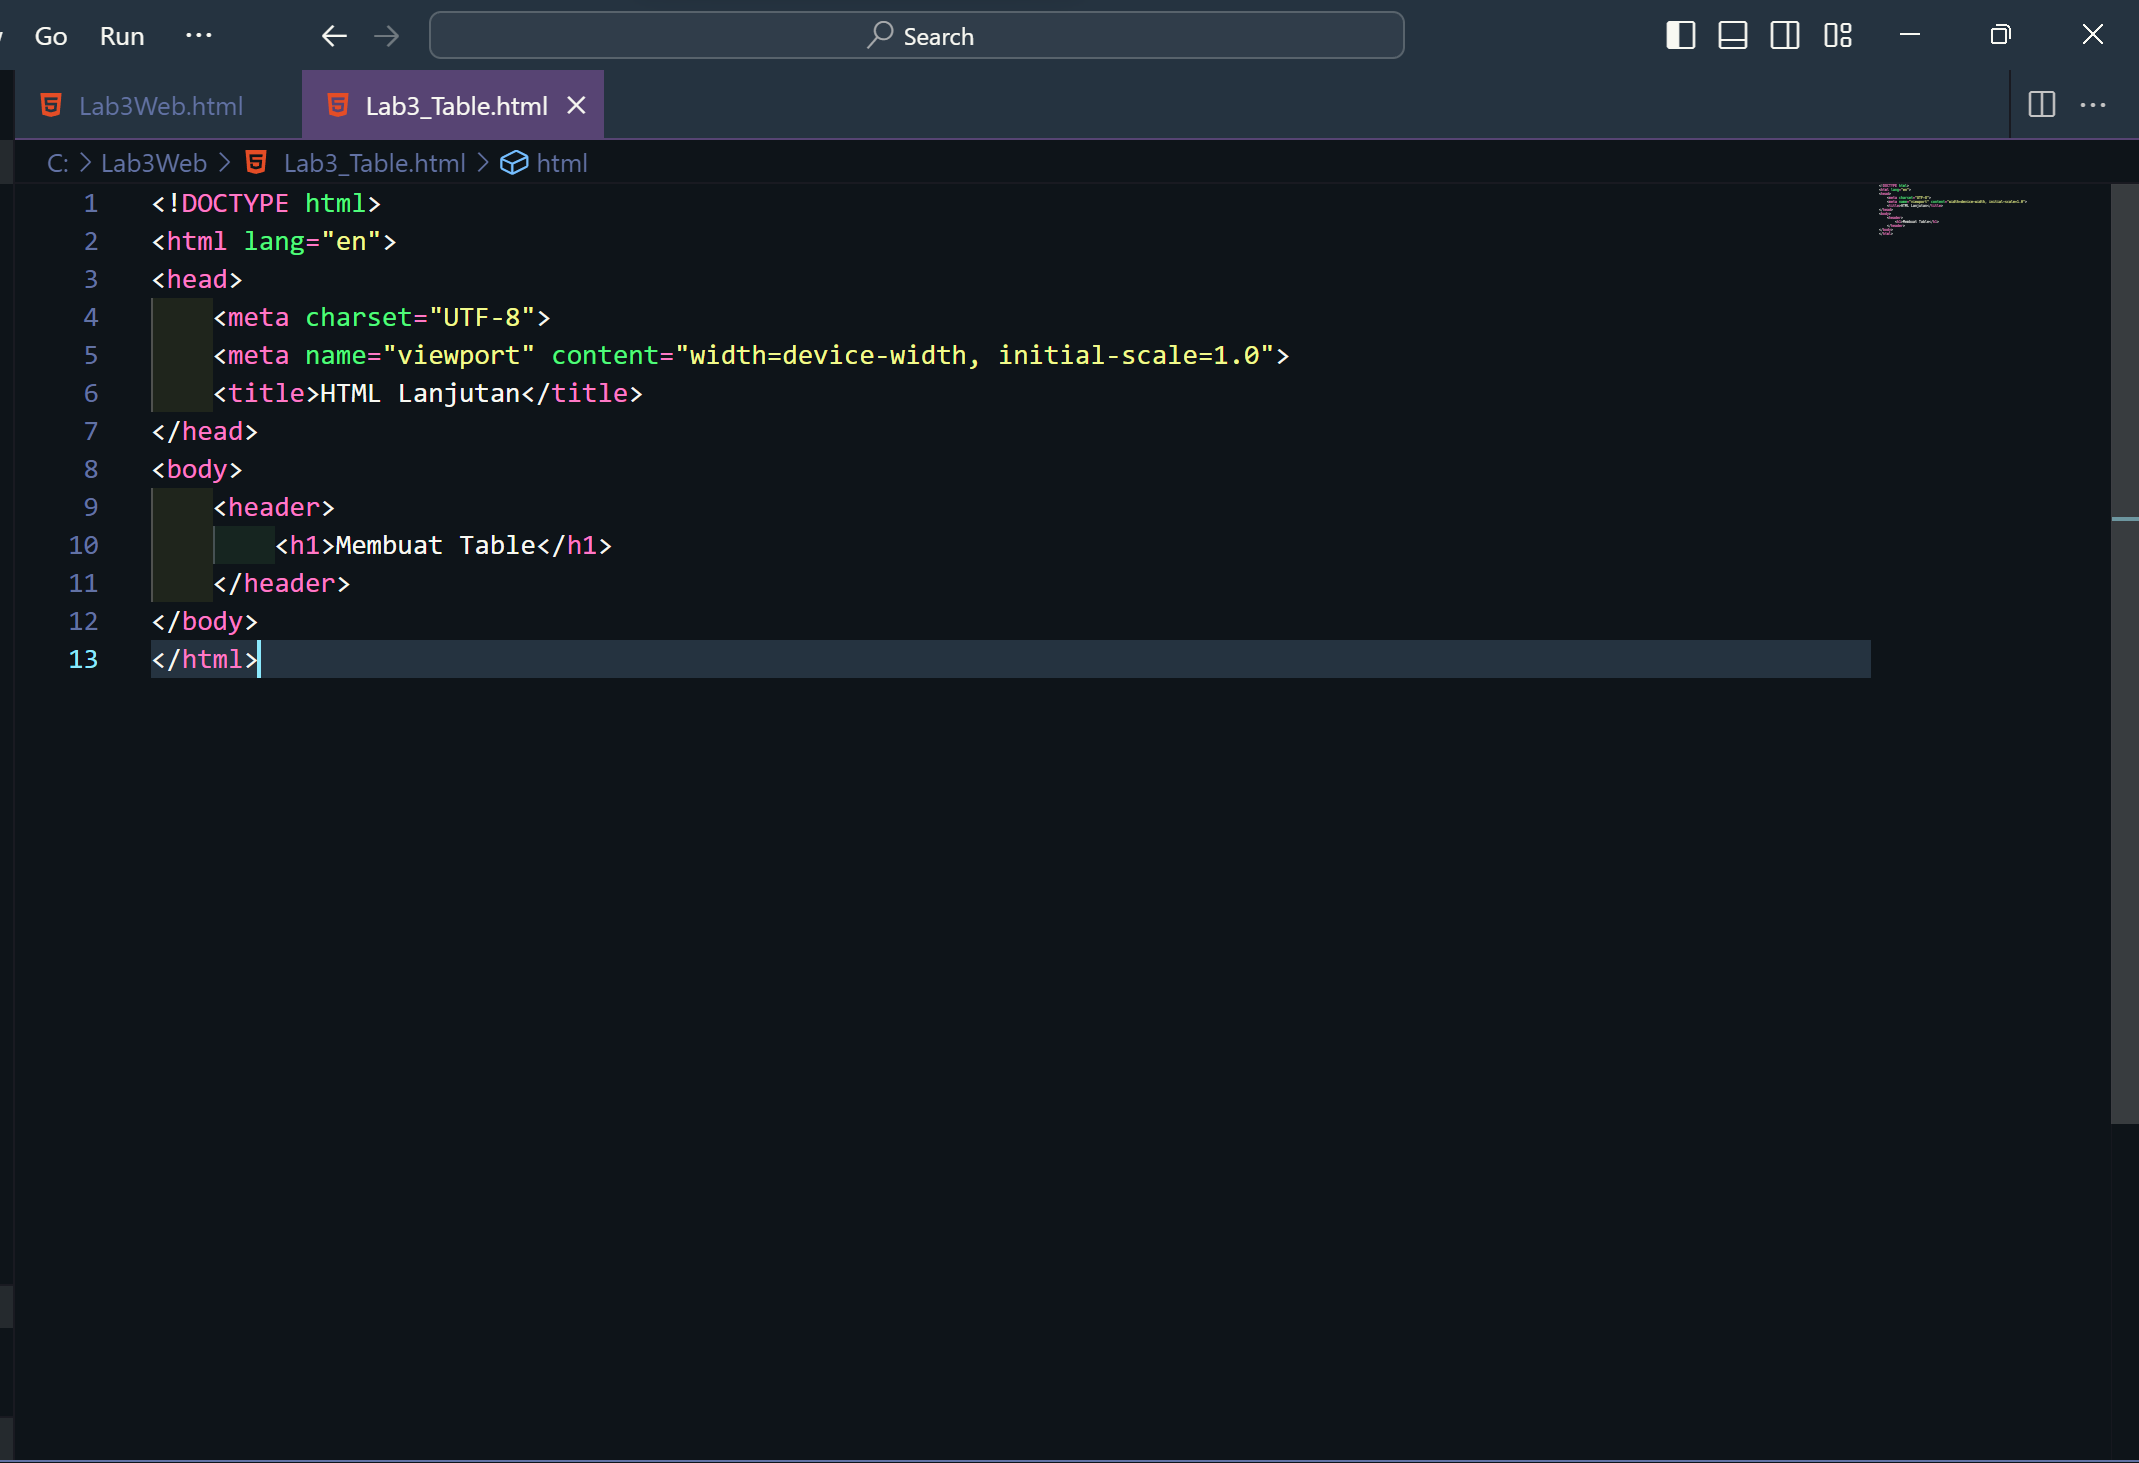 Go Run ··· Search
Lab3Web.html Lab3_Table.html
C: > Lab3Web > Lab3_Table.html > html
1 <!DOCTYPE html>
2 <html lang="en">
3 <head>
4     <meta charset="UTF-8">
5     <meta name="viewport" content="width=device-width, initial-scale=1.0">
6     <title>HTML Lanjutan</title>
7 </head>
8 <body>
9     <header>
10         <h1>Membuat Table</h1>
11     </header>
12 </body>
13 </html>